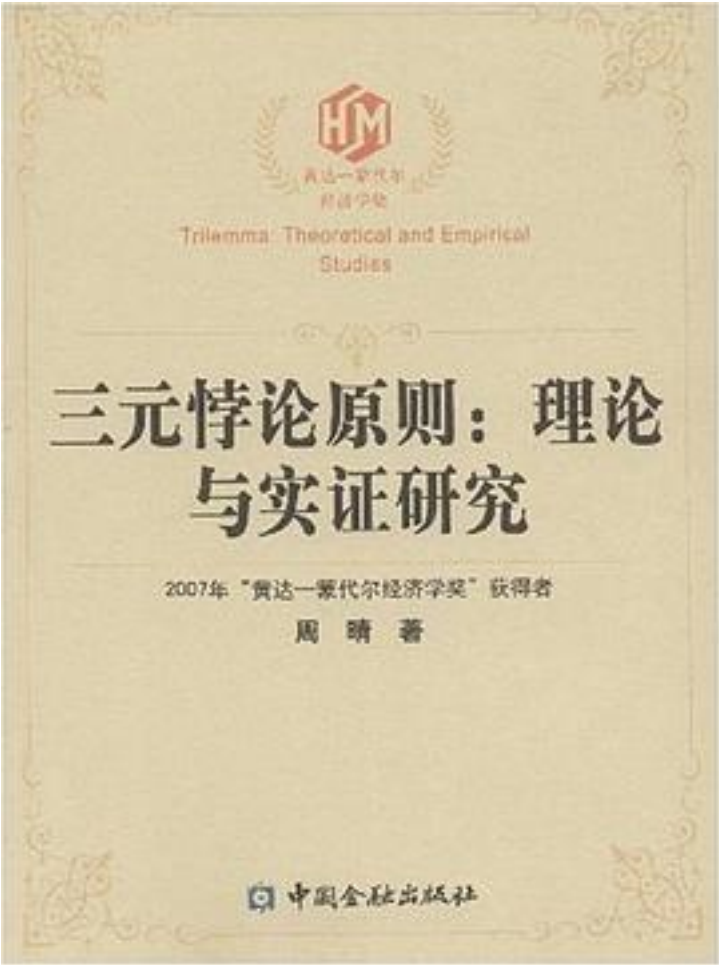 HM
黄达一蒙代尔
经济学奖
Trilemma: Theoretical and Empirical
Studies
三元悖论原则：理论
与实证研究
2007年“黄达一蒙代尔经济学奖”获得者
周 晴 著
中国金融出版社